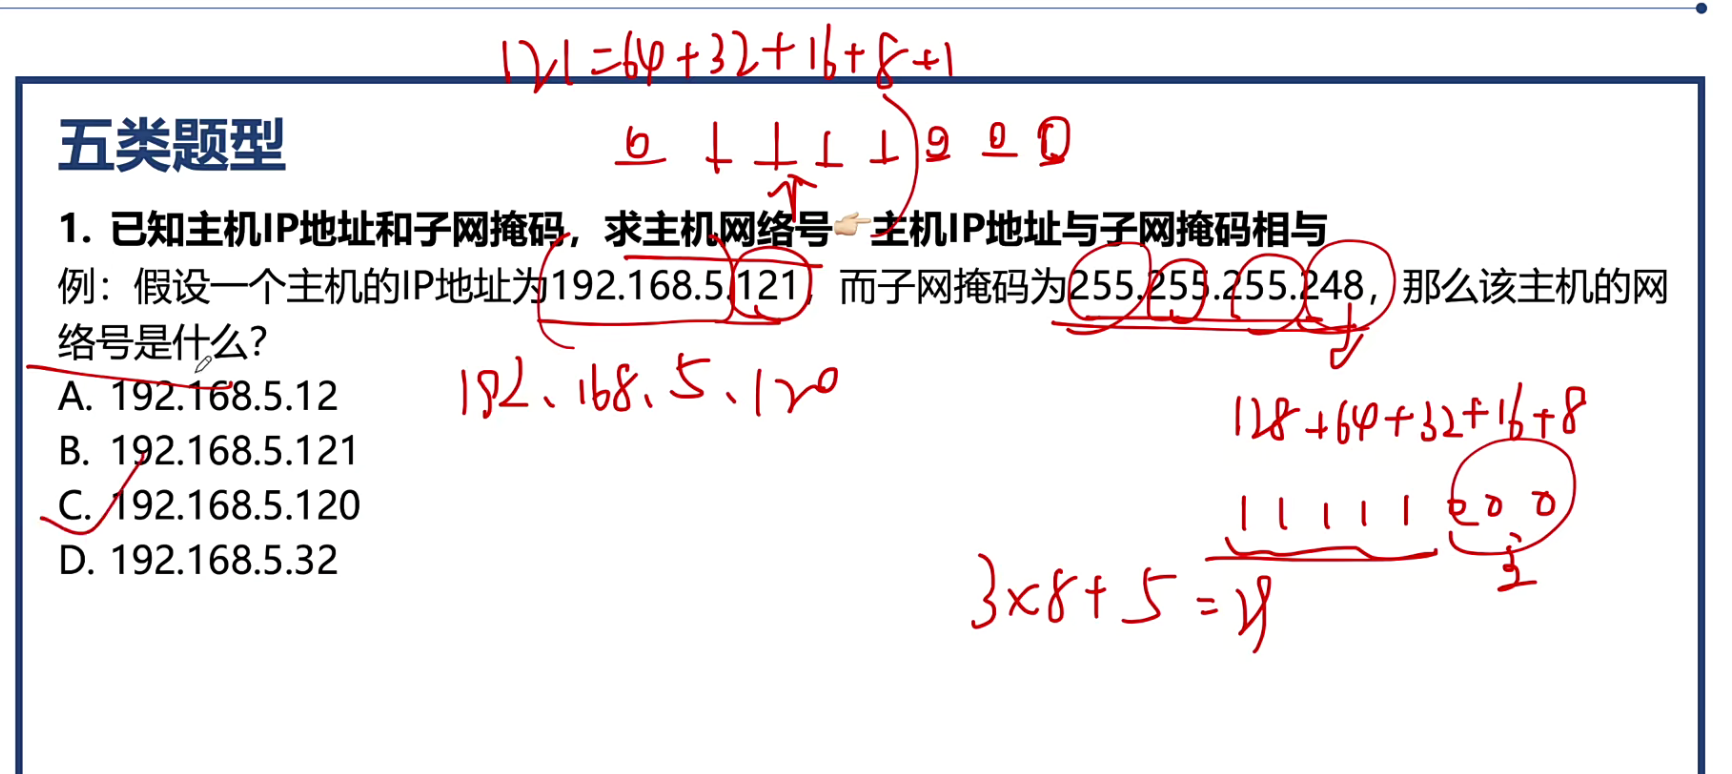 121=64+32+16+8+1
五类题型
0 1 1 1 1 0 0 0
1. 已知主机IP地址和子网掩码，求主机网络号👉主机IP地址与子网掩码相与
例：假设一个主机的IP地址为192.168.5.121，而子网掩码为255.255.255.248，那么该主机的网
络号是什么？
192、168、5、120
A. 192.168.5.12
B. 192.168.5.121
C. 192.168.5.120
D. 192.168.5.32
128+64+32+16+8
1 1 1 1 1 0 0 0
3
3×8+5=29